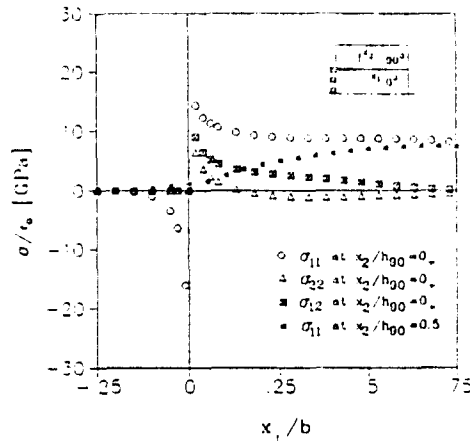 30
20
10
0
-10
-20
-30
σ/ϵ₀ [GPa]
○ σ₁₁ at x₂/h₉₀=0₊
△ σ₂₂ at x₂/h₉₀=0₊
σ₁₂ at x₂/h₉₀=0₊
σ₁₁ at x₂/h₉₀=0.5
-.25 0 .25 .5 .75
x₁/b